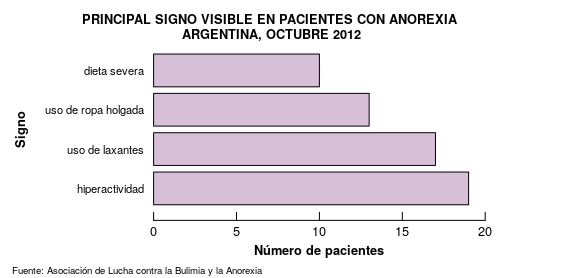 PRINCIPAL SIGNO VISIBLE EN PACIENTES CON ANOREXIA
ARGENTINA, OCTUBRE 2012
Signo
dieta severa
uso de ropa holgada
uso de laxantes
hiperactividad
0 5 10 15 20
Número de pacientes
Fuente: Asociación de Lucha contra la Bulimia y la Anorexia